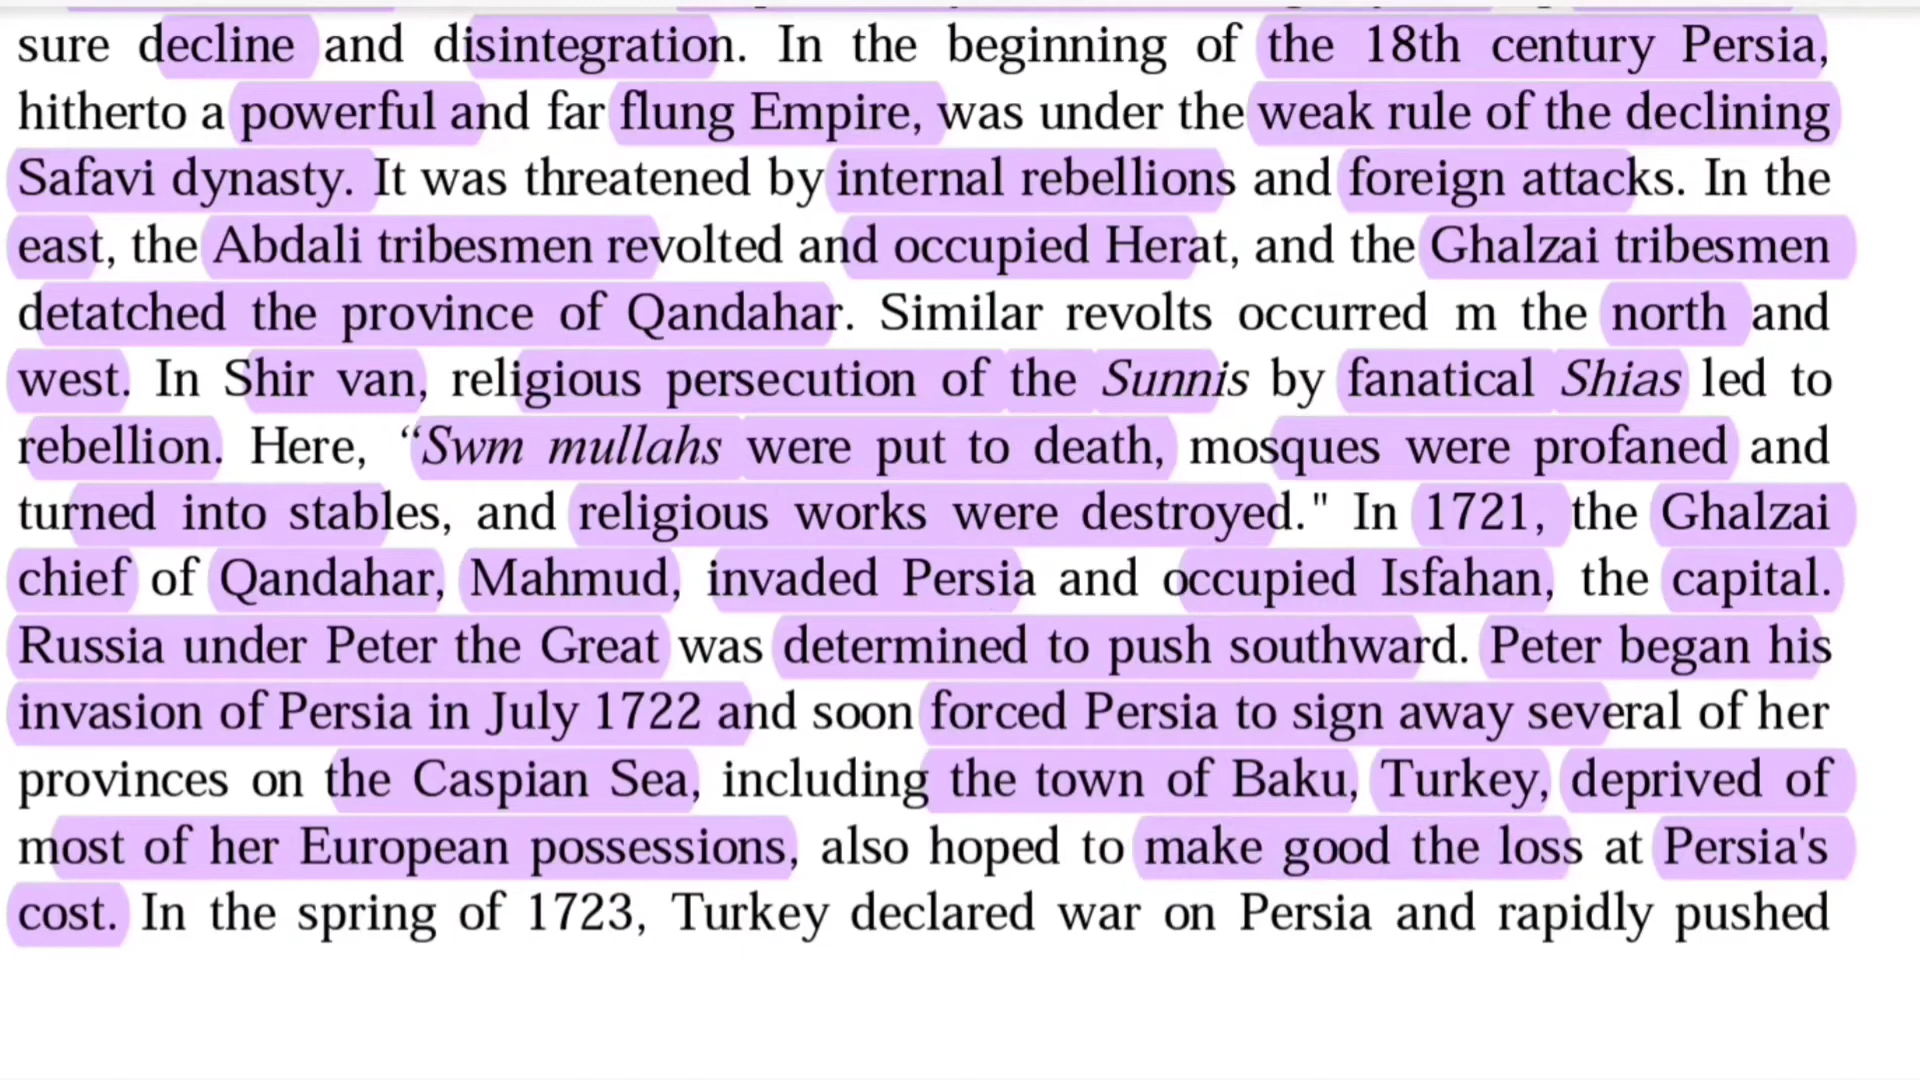 sure decline and disintegration. In the beginning of the 18th century Persia,
hitherto a powerful and far flung Empire, was under the weak rule of the declining
Safavi dynasty. It was threatened by internal rebellions and foreign attacks. In the
east, the Abdali tribesmen revolted and occupied Herat, and the Ghalzai tribesmen
detatched the province of Qandahar. Similar revolts occurred m the north and
west. In Shir van, religious persecution of the Sunnis by fanatical Shias led to
rebellion. Here, “Swm mullahs were put to death, mosques were profaned and
turned into stables, and religious works were destroyed." In 1721, the Ghalzai
chief of Qandahar, Mahmud, invaded Persia and occupied Isfahan, the capital.
Russia under Peter the Great was determined to push southward. Peter began his
invasion of Persia in July 1722 and soon forced Persia to sign away several of her
provinces on the Caspian Sea, including the town of Baku, Turkey, deprived of
most of her European possessions, also hoped to make good the loss at Persia's
cost. In the spring of 1723, Turkey declared war on Persia and rapidly pushed